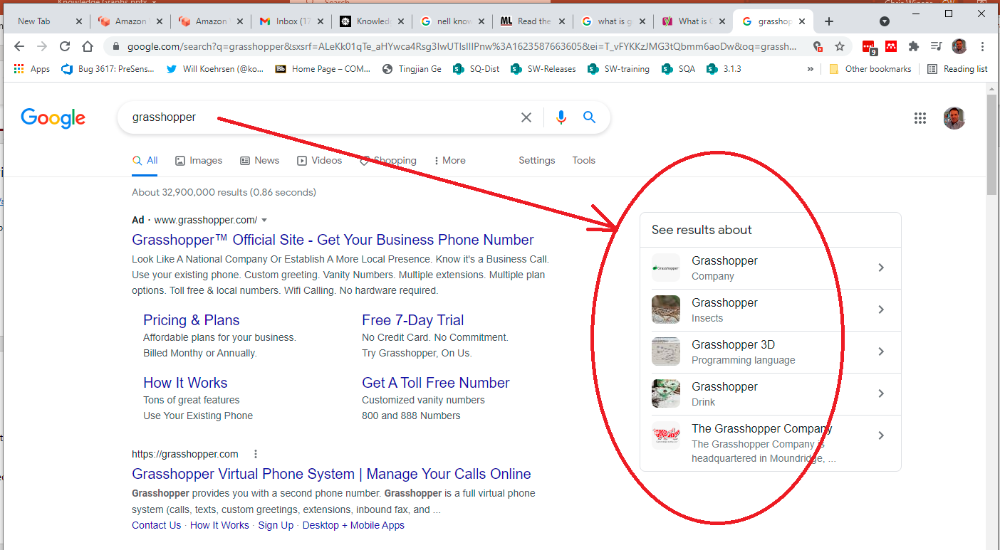 Knowledge Graphs.pptx
Search
Chris Winsor
CW
New Tab
Amazon
Amazon
Inbox (17
Knowled
nell know
Read the
what is g
What is
grasshop
google.com/search?q=grasshopper&sxsrf=ALeKk01qTe_aHYwca4Rsg3IwUTIsIIIPnw%3A1623587663605&ei=T_vFYKKzJMG3tQbmm6aoDw&oq=grassh...
9
Apps
Bug 3617: PreSens...
Will Koehrsen (@ko...
Bb
Home Page – COM...
Tingjian Ge
SQ-Dist
SW-Releases
SW-training
SQA
3.1.3
»
Other bookmarks
Reading list
Google
grasshopper
All
Images
News
Videos
Shopping
More
Settings
Tools
About 32,900,000 results (0.86 seconds)
Ad · www.grasshopper.com/
Grasshopper™ Official Site - Get Your Business Phone Number
Look Like A National Company Or Establish A More Local Presence. Know it's a Business Call.
Use your existing phone. Custom greeting. Vanity Numbers. Multiple extensions. Multiple plan
options. Toll free & local numbers. Wifi Calling. No hardware required.
Pricing & Plans
Affordable plans for your business.
Billed Monthy or Annually.
Free 7-Day Trial
No Credit Card. No Commitment.
Try Grasshopper, On Us.
How It Works
Tons of great features
Use Your Existing Phone
Get A Toll Free Number
Customized vanity numbers
800 and 888 Numbers
https://grasshopper.com
Grasshopper Virtual Phone System | Manage Your Calls Online
Grasshopper provides you with a second phone number. Grasshopper is a full virtual phone
system (calls, texts, custom greetings, extensions, inbound fax, and ...
Contact Us · How It Works · Sign Up · Desktop + Mobile Apps
See results about
Grasshopper
Grasshopper
Company
Grasshopper
Insects
Grasshopper 3D
Programming language
Grasshopper
Drink
The Grasshopper Company
The Grasshopper Company is
headquartered in Moundridge, ...